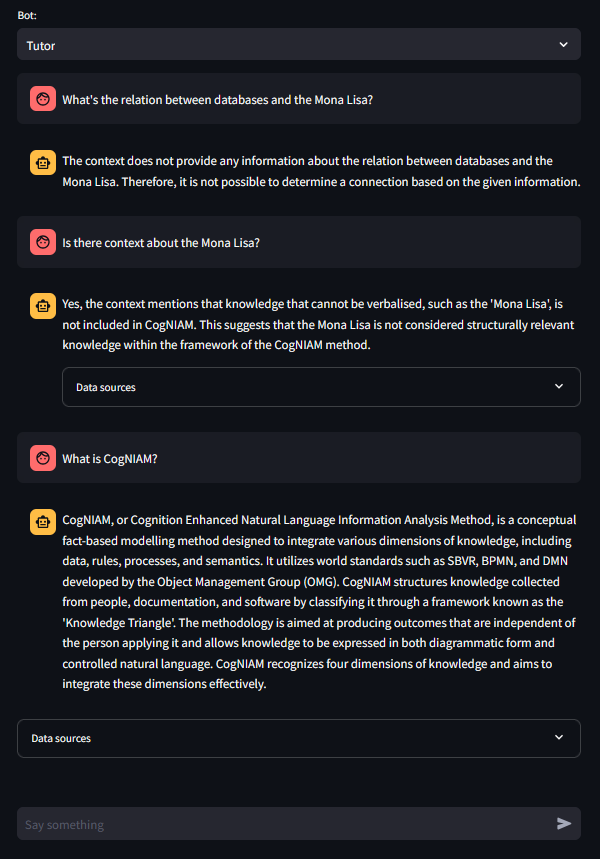 Bot:
Tutor
What's the relation between databases and the Mona Lisa?
The context does not provide any information about the relation between databases and the
Mona Lisa. Therefore, it is not possible to determine a connection based on the given information.
Is there context about the Mona Lisa?
Yes, the context mentions that knowledge that cannot be verbalised, such as the 'Mona Lisa', is
not included in CogNIAM. This suggests that the Mona Lisa is not considered structurally relevant
knowledge within the framework of the CogNIAM method.
Data sources
What is CogNIAM?
CogNIAM, or Cognition Enhanced Natural Language Information Analysis Method, is a conceptual
fact-based modelling method designed to integrate various dimensions of knowledge, including
data, rules, processes, and semantics. It utilizes world standards such as SBVR, BPMN, and DMN
developed by the Object Management Group (OMG). CogNIAM structures knowledge collected
from people, documentation, and software by classifying it through a framework known as the
'Knowledge Triangle'. The methodology is aimed at producing outcomes that are independent of
the person applying it and allows knowledge to be expressed in both diagrammatic form and
controlled natural language. CogNIAM recognizes four dimensions of knowledge and aims to
integrate these dimensions effectively.
Data sources
Say something